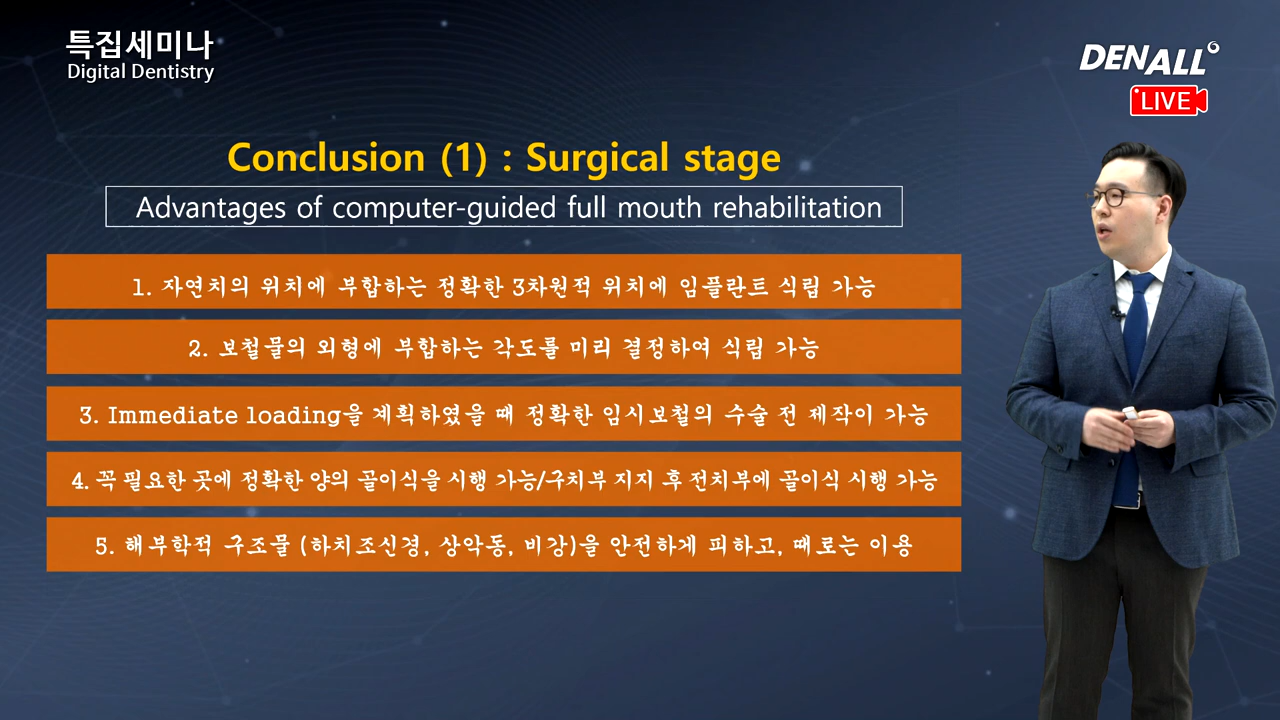 특집세미나
Digital Dentistry
DENALL
LIVE
Conclusion (1) : Surgical stage
Advantages of computer-guided full mouth rehabilitation
1. 자연치의 위치에 부합하는 정확한 3차원적 위치에 임플란트 식립 가능
2. 보철물의 외형에 부합하는 각도를 미리 결정하여 식립 가능
3. Immediate loading을 계획하였을 때 정확한 임시보철의 수술 전 제작이 가능
4. 꼭 필요한 곳에 정확한 양의 골이식을 시행 가능/구치부 지지 후 전치부에 골이식 시행 가능
5. 해부학적 구조물 (하치조신경, 상악동, 비강)을 안전하게 피하고, 때로는 이용